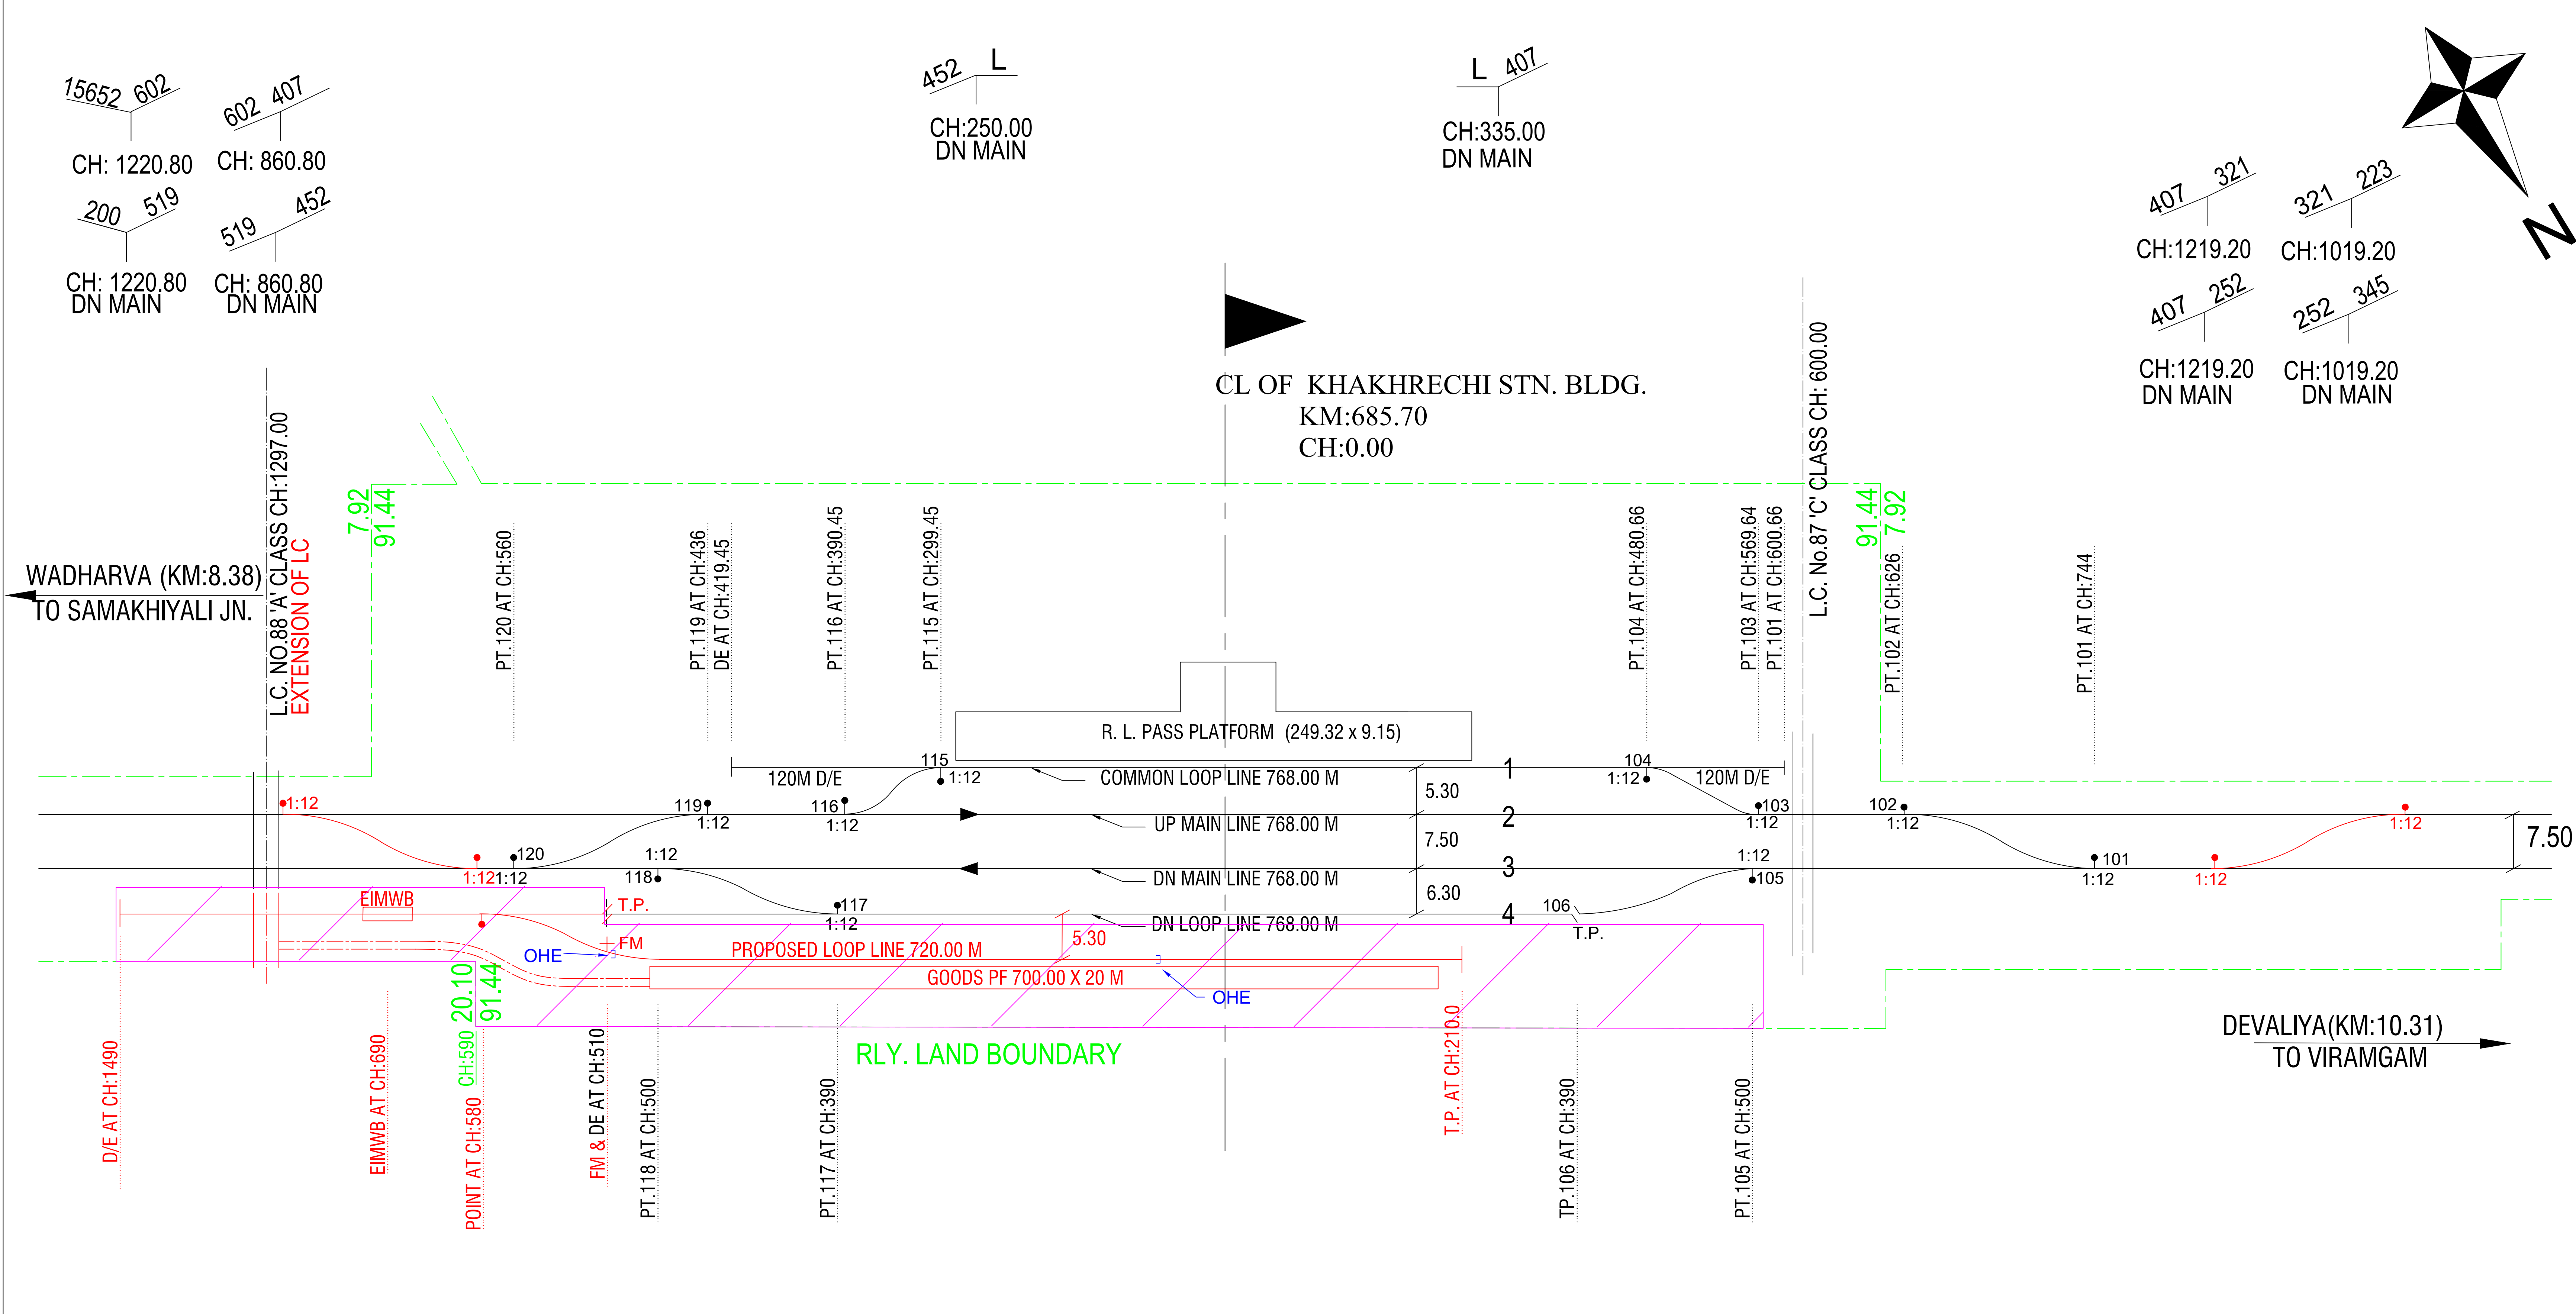 15652 602
CH: 1220.80
602 407
CH: 860.80
200 519
CH: 1220.80
DN MAIN
519 452
CH: 860.80
DN MAIN
452 L
CH:250.00
DN MAIN
L 407
CH:335.00
DN MAIN
407 321
CH:1219.20
321 223
CH:1019.20
407 252
CH:1219.20
DN MAIN
252 345
CH:1019.20
DN MAIN
N
CL OF KHAKHRECHI STN. BLDG.
KM:685.70
CH:0.00
WADHARVA (KM:8.38)
TO SAMAKHIYALI JN.
L.C. NO.88 'A' CLASS CH:1297.00
EXTENSION OF LC
7.92
91.44
PT.120 AT CH:560
PT.119 AT CH:436
DE AT CH:419.45
PT.116 AT CH:390.45
PT.115 AT CH:299.45
PT.104 AT CH:480.66
PT.103 AT CH:569.64
PT.101 AT CH:600.66
L.C. No.87 'C' CLASS CH: 600.00
91.44
7.92
PT.102 AT CH:626
PT.101 AT CH:744
R. L. PASS PLATFORM (249.32 x 9.15)
120M D/E
115
1:12
COMMON LOOP LINE 768.00 M
1
104
1:12
120M D/E
5.30
1:12
119
1:12
116
1:12
UP MAIN LINE 768.00 M
2
103
1:12
102
1:12
1:12
7.50
7.50
120
1:12
1:12
1:12
118
DN MAIN LINE 768.00 M
3
1:12
105
101
1:12
1:12
6.30
EIMWB
T.P.
117
1:12
DN LOOP LINE 768.00 M
4
106
T.P.
FM
OHE
PROPOSED LOOP LINE 720.00 M
5.30
GOODS PF 700.00 X 20 M
OHE
20.10
91.44
CH:590
RLY. LAND BOUNDARY
DEVALIYA(KM:10.31)
TO VIRAMGAM
D/E AT CH:1490
EIMWB AT CH:690
POINT AT CH:580
FM & DE AT CH:510
PT.118 AT CH:500
PT.117 AT CH:390
T.P. AT CH:210.0
TP.106 AT CH:390
PT.105 AT CH:500